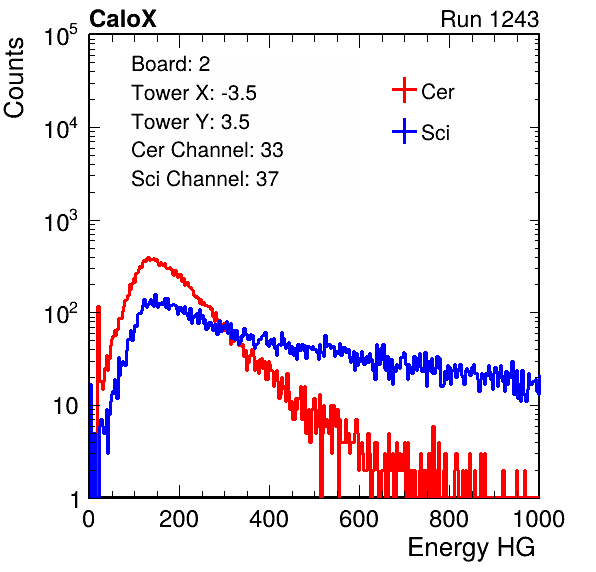 CaloX Run 1243
Counts
Board: 2
Tower X: -3.5
Tower Y: 3.5
Cer Channel: 33
Sci Channel: 37
Cer
Sci
10^5
10^4
10^3
10^2
10
1
0 200 400 600 800 1000
Energy HG